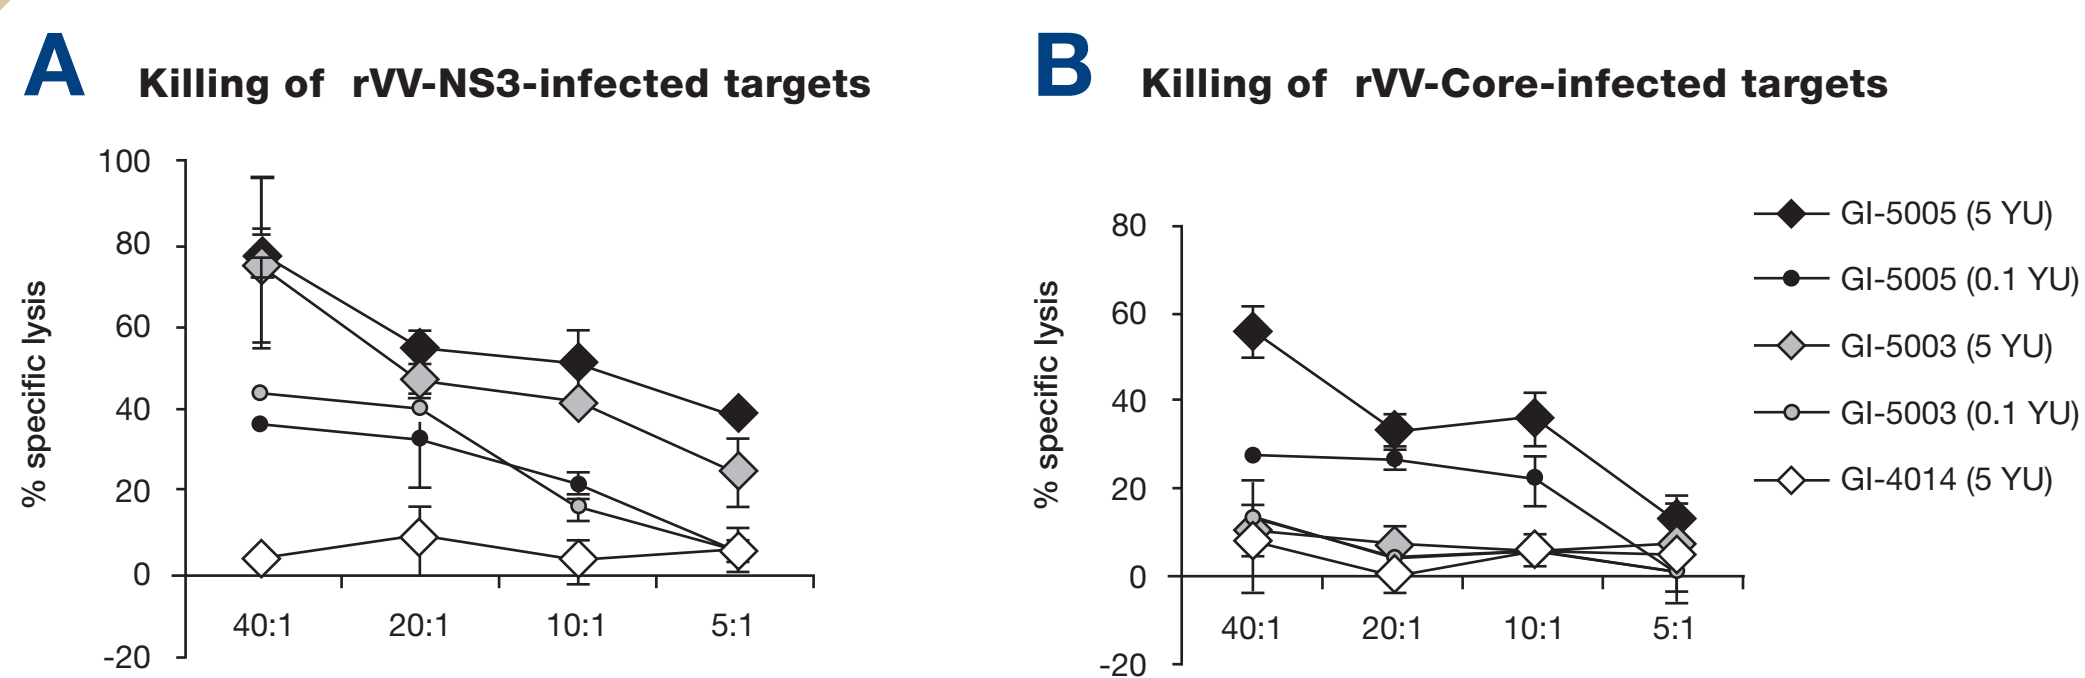 A
Killing of rVV-NS3-infected targets
% specific lysis
100
80
60
40
20
0
-20
40:1
20:1
10:1
5:1
B
Killing of rVV-Core-infected targets
% specific lysis
80
60
40
20
0
-20
40:1
20:1
10:1
5:1
GI-5005 (5 YU)
GI-5005 (0.1 YU)
GI-5003 (5 YU)
GI-5003 (0.1 YU)
GI-4014 (5 YU)